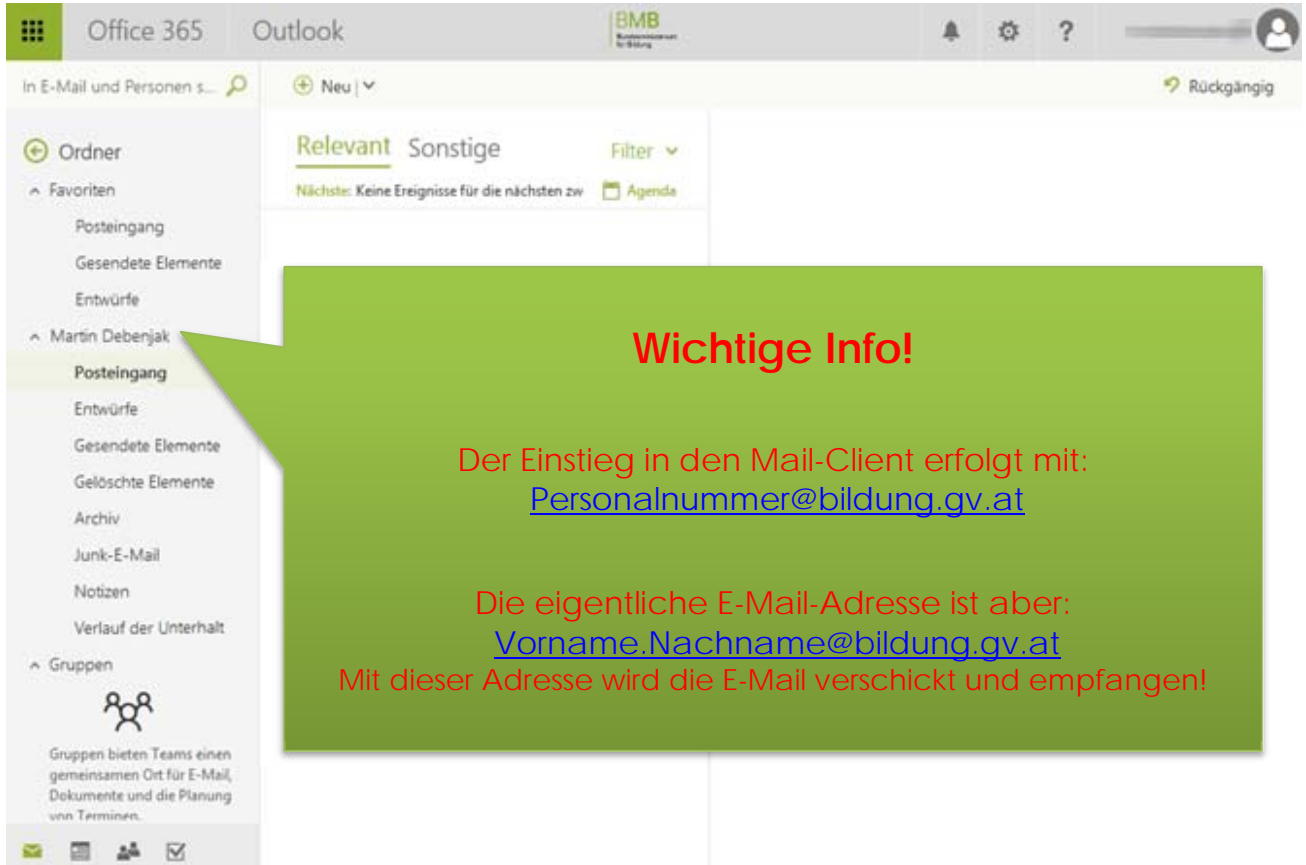 Office 365 Outlook BMB ?
Bundesministerium
für Bildung
In E-Mail und Personen s... Neu Rückgängig
Ordner
Favoriten
Posteingang
Gesendete Elemente
Entwürfe
Martin Debenjak
Posteingang
Entwürfe
Gesendete Elemente
Gelöschte Elemente
Archiv
Junk-E-Mail
Notizen
Verlauf der Unterhalt
Gruppen
Gruppen bieten Teams einen
gemeinsamen Ort für E-Mail,
Dokumente und die Planung
von Terminen.
Relevant Sonstige Filter
Nächste: Keine Ereignisse für die nächsten zw Agenda
Wichtige Info!
Der Einstieg in den Mail-Client erfolgt mit:
Personalnummer@bildung.gv.at
Die eigentliche E-Mail-Adresse ist aber:
Vorname.Nachname@bildung.gv.at
Mit dieser Adresse wird die E-Mail verschickt und empfangen!